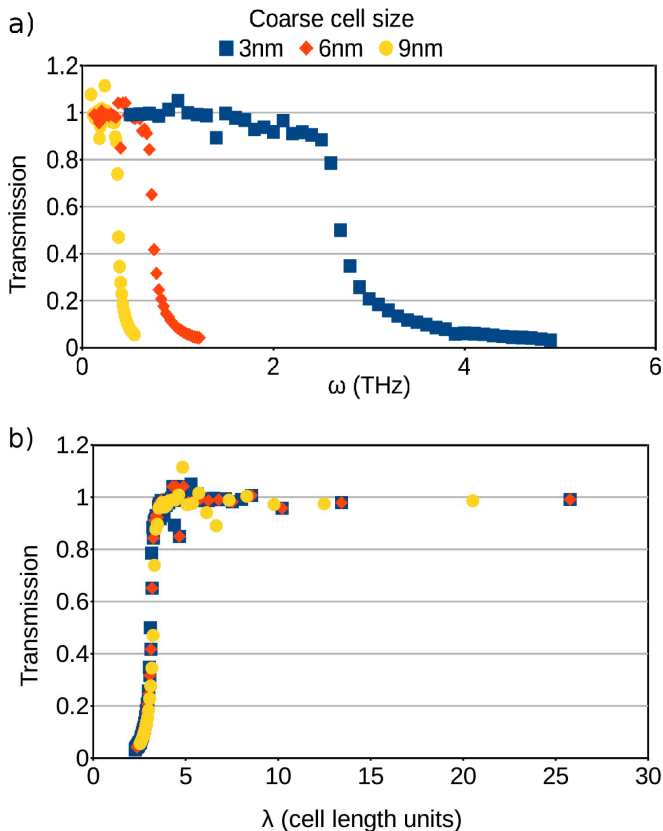 Coarse cell size
a)
3nm 6nm 9nm
1.2
1
0.8
0.6
0.4
0.2
0
Transmission
0 2 4 6
ω (THz)
b)
1.2
1
0.8
0.6
0.4
0.2
0
Transmission
0 5 10 15 20 25 30
λ (cell length units)